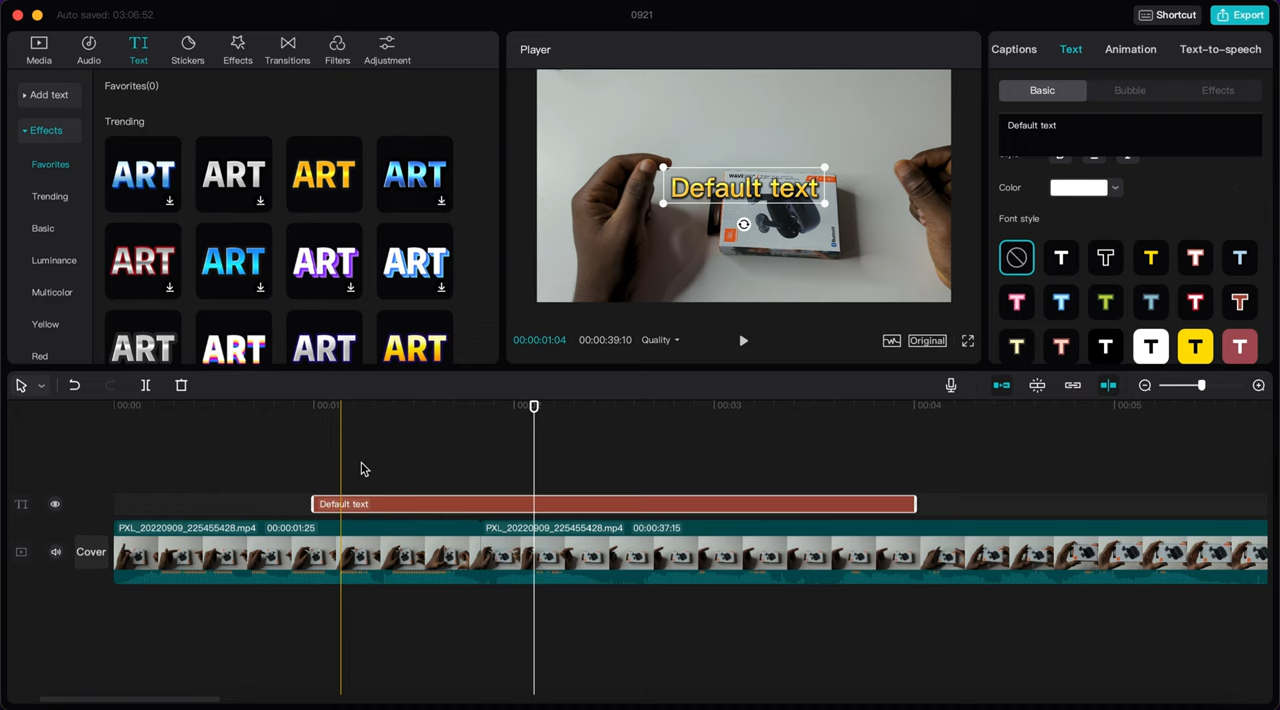 Auto saved: 03:06:52
0921
Shortcut
Export
Media
Audio
TI
Text
Stickers
Effects
Transitions
Filters
Adjustment
Add text
Effects
Favorites
Trending
Basic
Luminance
Multicolor
Yellow
Red
Favorites(0)
Trending
ART ART ART ART
ART ART ART ART
ART ART ART ART
Player
WAVE
JBL
Default text
00:00:01:04
00:00:39:10
Quality
Original
Captions
Text
Animation
Text-to-speech
Basic
Bubble
Effects
Default text
Color
Font style
T T T T T
T T T T T T
T T T T T T
00:00
00:01
00:03
00:04
00:05
TI
Default text
PXL_20220909_225455428.mp4 00:00:01:25
PXL_20220909_225455428.mp4 00:00:37:15
Cover